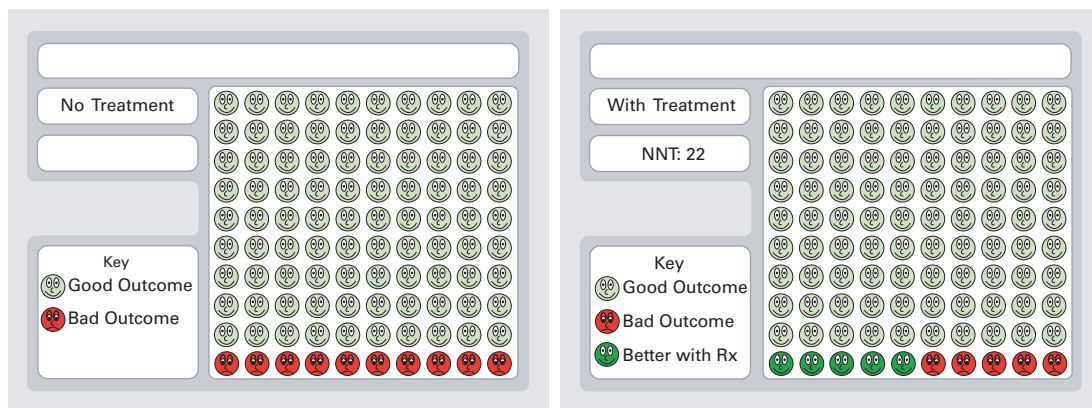 No Treatment
Key
Good Outcome
Bad Outcome
With Treatment
NNT: 22
Key
Good Outcome
Bad Outcome
Better with Rx